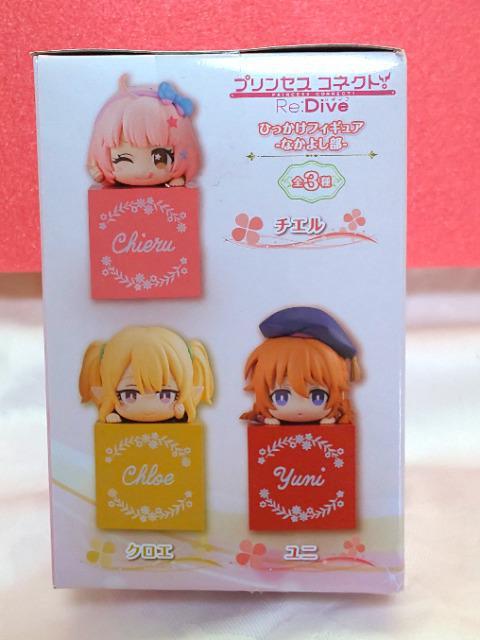 プリンセスコネクト!
PRINCESS CONNECT!
Re:Dive
ひっかけフィギュア
-なかよし部-
全3種
Chieru
チエル
Chloe
Yuni
クロエ
ユニ